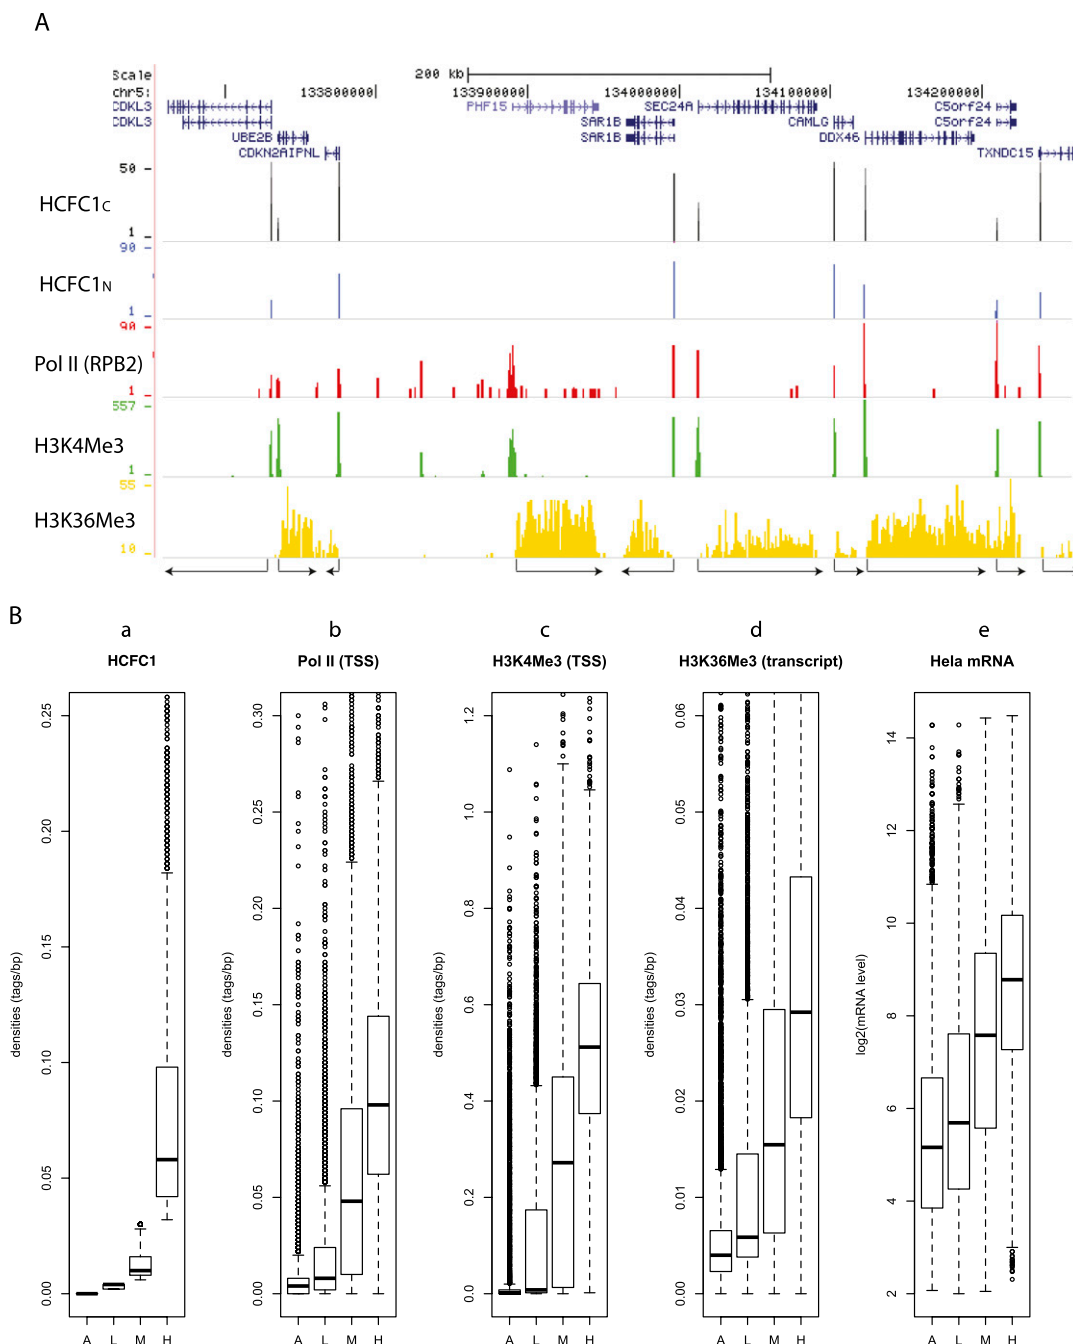 A
200 kb
Scale
chr5:
133800000
133900000
134000000
134100000
134200000
CDKL3
PHF15
SEC24A
C5orf24
CDKL3
SAR1B
CAMLG
C5orf24
UBE2B
SAR1B
DDX46
CDKN2AIPNL
TXNDC15
50
HCFC1C
1
90
HCFC1N
1
90
Pol II (RPB2)
1
557
H3K4Me3
1
55
H3K36Me3
10
B
a b c d e
HCFC1 Pol II (TSS) H3K4Me3 (TSS) H3K36Me3 (transcript) Hela mRNA
densities (tags/bp)
0.25
0.20
0.15
0.10
0.05
0.00
A L M H
densities (tags/bp)
0.30
0.25
0.20
0.15
0.10
0.05
0.00
A L M H
densities (tags/bp)
1.2
1.0
0.8
0.6
0.4
0.2
0.0
A L M H
densities (tags/bp)
0.06
0.05
0.04
0.03
0.02
0.01
0.00
A L M H
log2(mRNA level)
14
12
10
8
6
4
2
A L M H